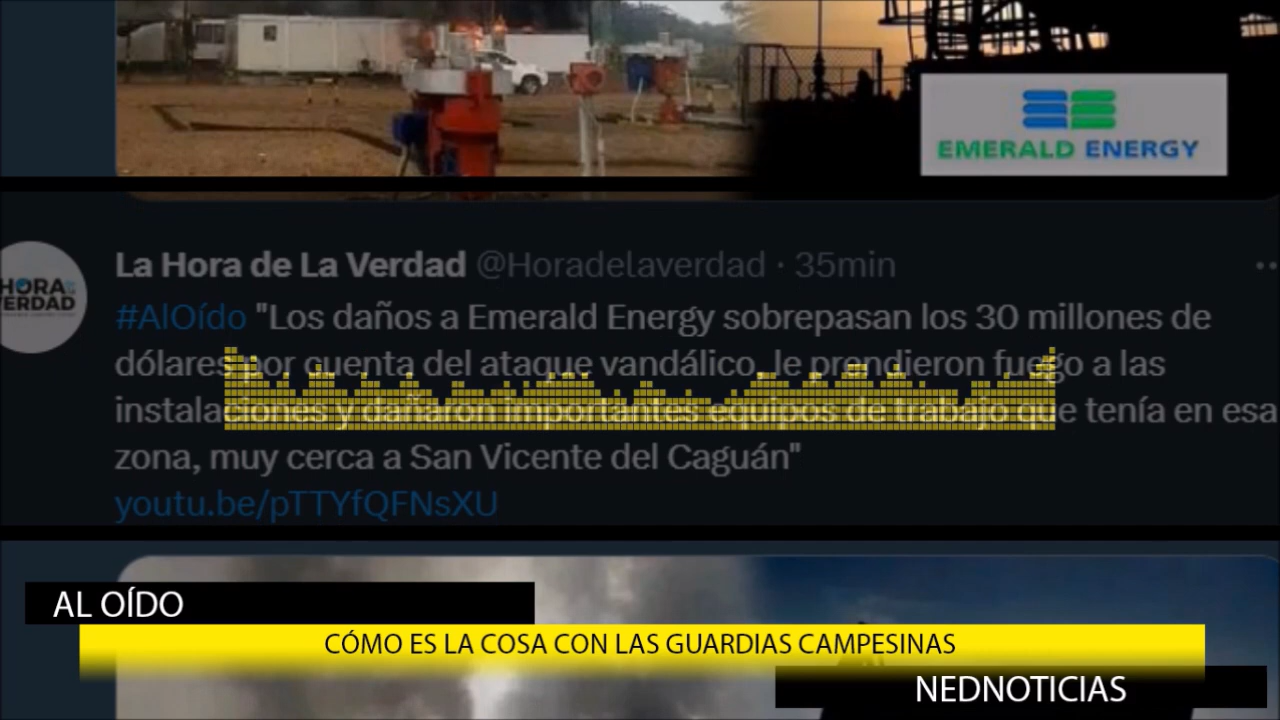 EMERALD ENERGY
HORA
VERDAD
La Hora de La Verdad @Horadelaverdad · 35min
#AlOído "Los daños a Emerald Energy sobrepasan los 30 millones de
dólares por cuenta del ataque vandálico, le prendieron fuego a las
instalaciones y dañaron importantes equipos de trabajo que tenía en esa
zona, muy cerca a San Vicente del Caguán"
youtu.be/pTTYfQFNsXU
AL OÍDO
CÓMO ES LA COSA CON LAS GUARDIAS CAMPESINAS
NEDNOTICIAS